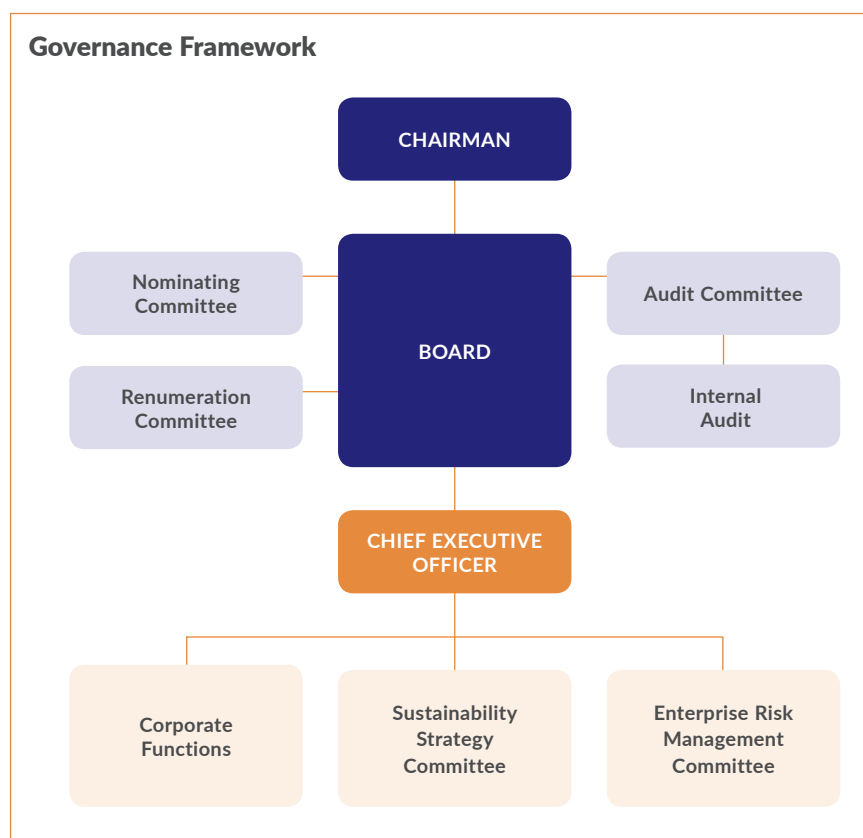 Governance Framework
CHAIRMAN
Nominating
Committee
Renumeration
Committee
BOARD
Audit Committee
Internal
Audit
CHIEF EXECUTIVE
OFFICER
Corporate
Functions
Sustainability
Strategy
Committee
Enterprise Risk
Management
Committee